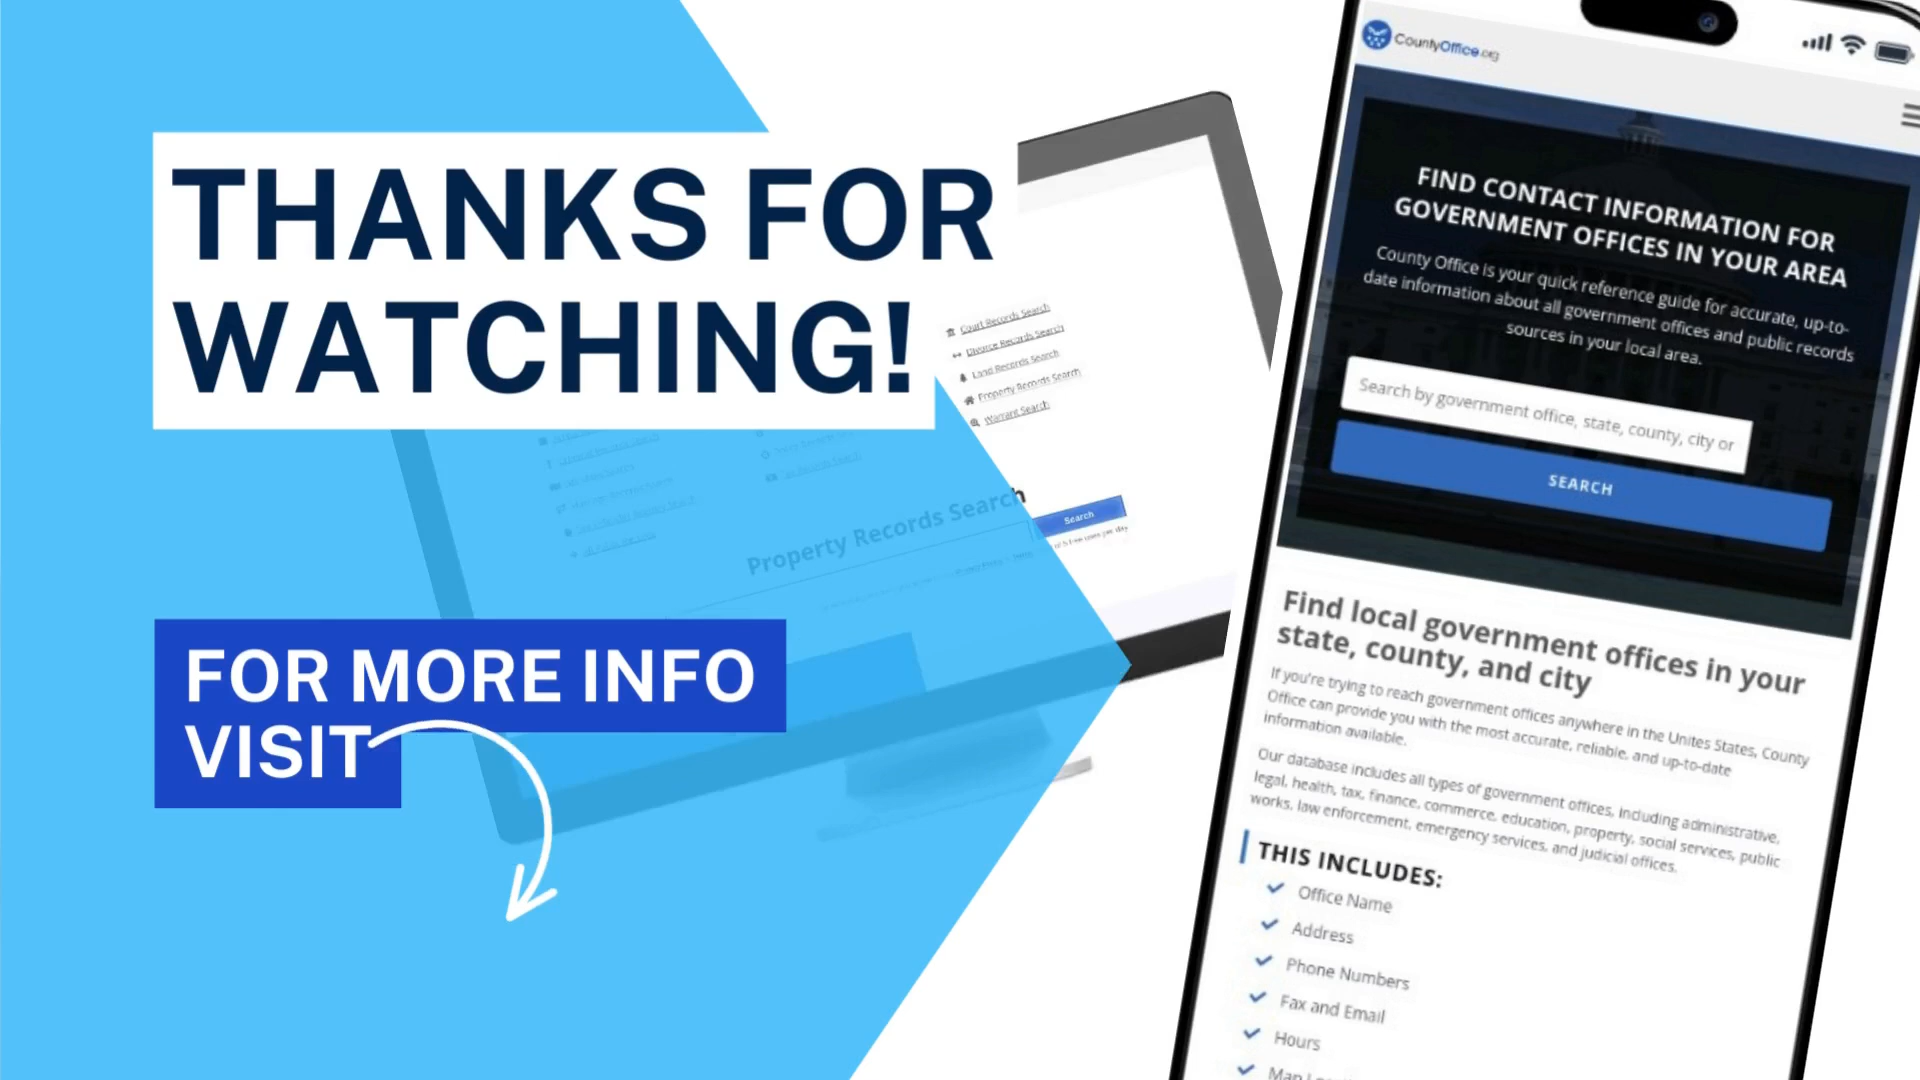 THANKS FOR
WATCHING!
FOR MORE INFO
VISIT
Court Records Search
Divorce Records Search
Land Records Search
Property Records Search
Warrant Search
Property Records Search
Search
CountyOffice.org
FIND CONTACT INFORMATION FOR
GOVERNMENT OFFICES IN YOUR AREA
County Office is your quick reference guide for accurate, up-to-
date information about all government offices and public records
sources in your local area.
Search by government office, state, county, city or
SEARCH
Find local government offices in your
state, county, and city
If you're trying to reach government offices anywhere in the Unites States, County
Office can provide you with the most accurate, reliable, and up-to-date
information available.
Our database includes all types of government offices, including administrative,
legal, health, tax, finance, commerce, education, property, social services, public
works, law enforcement, emergency services, and judicial offices.
THIS INCLUDES:
Office Name
Address
Phone Numbers
Fax and Email
Hours
Map